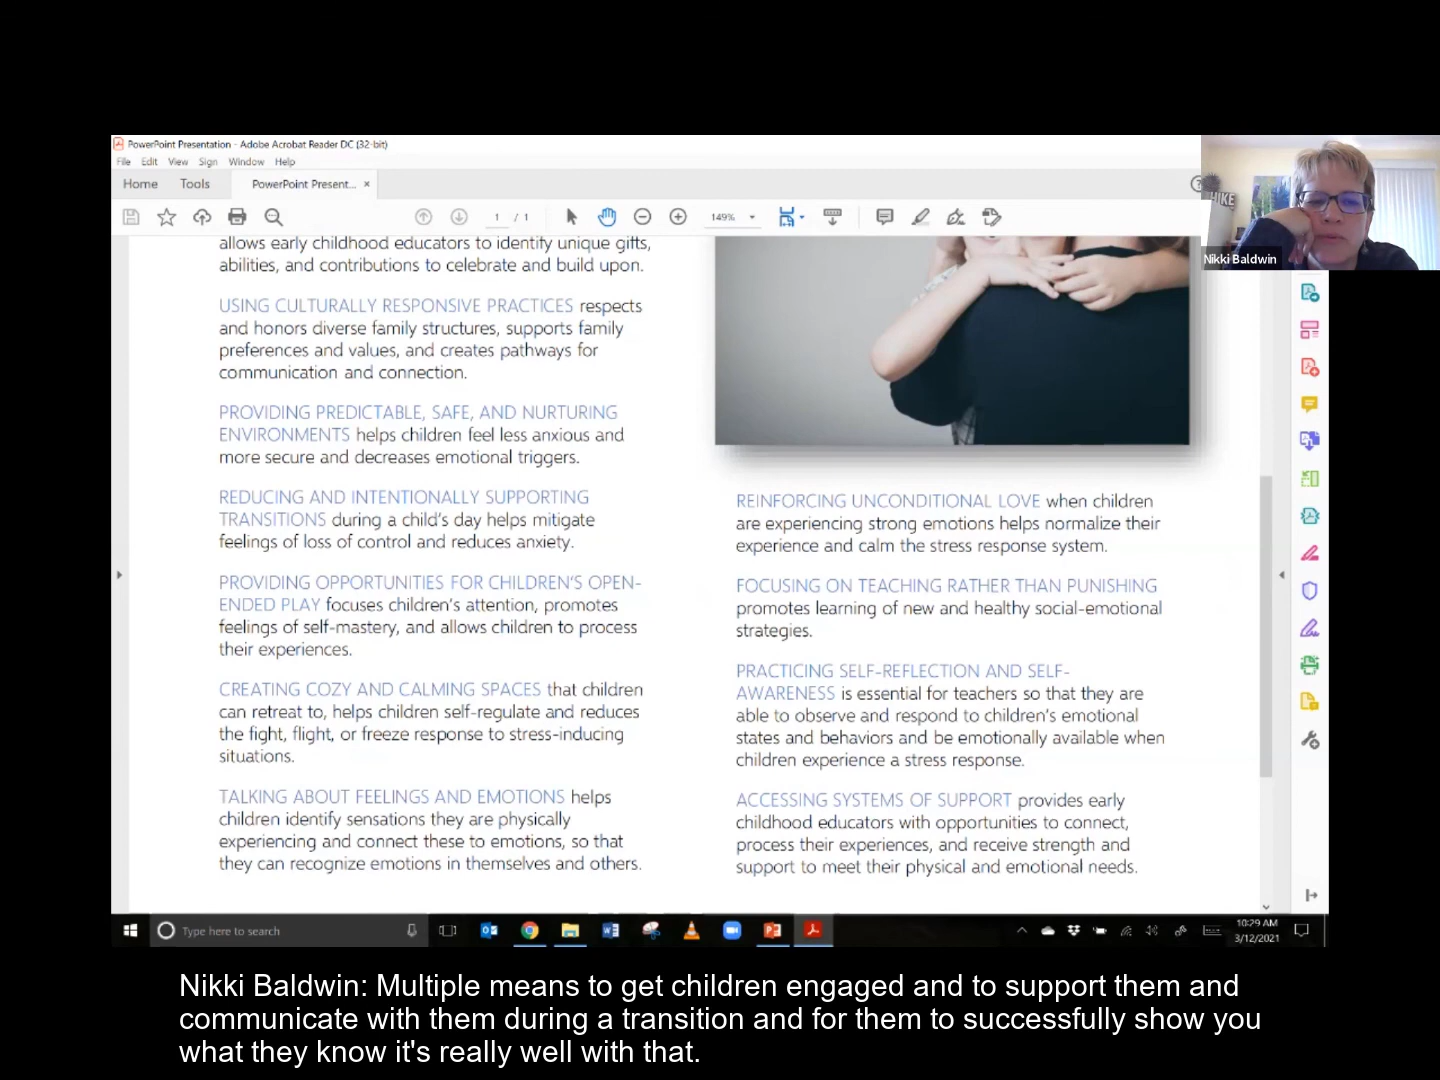 PowerPoint Presentation - Adobe Acrobat Reader DC (32-bit)
File Edit View Sign Window Help
Home Tools PowerPoint Present... ×
1 / 1 149%
HIKE
Nikki Baldwin
allows early childhood educators to identify unique gifts,
abilities, and contributions to celebrate and build upon.
USING CULTURALLY RESPONSIVE PRACTICES respects
and honors diverse family structures, supports family
preferences and values, and creates pathways for
communication and connection.
PROVIDING PREDICTABLE, SAFE, AND NURTURING
ENVIRONMENTS helps children feel less anxious and
more secure and decreases emotional triggers.
REDUCING AND INTENTIONALLY SUPPORTING
TRANSITIONS during a child's day helps mitigate
feelings of loss of control and reduces anxiety.
PROVIDING OPPORTUNITIES FOR CHILDREN'S OPEN-
ENDED PLAY focuses children's attention, promotes
feelings of self-mastery, and allows children to process
their experiences.
CREATING COZY AND CALMING SPACES that children
can retreat to, helps children self-regulate and reduces
the fight, flight, or freeze response to stress-inducing
situations.
TALKING ABOUT FEELINGS AND EMOTIONS helps
children identify sensations they are physically
experiencing and connect these to emotions, so that
they can recognize emotions in themselves and others.
REINFORCING UNCONDITIONAL LOVE when children
are experiencing strong emotions helps normalize their
experience and calm the stress response system.
FOCUSING ON TEACHING RATHER THAN PUNISHING
promotes learning of new and healthy social-emotional
strategies.
PRACTICING SELF-REFLECTION AND SELF-
AWARENESS is essential for teachers so that they are
able to observe and respond to children's emotional
states and behaviors and be emotionally available when
children experience a stress response.
ACCESSING SYSTEMS OF SUPPORT provides early
childhood educators with opportunities to connect,
process their experiences, and receive strength and
support to meet their physical and emotional needs.
Type here to search
10:29 AM
3/12/2021
Nikki Baldwin: Multiple means to get children engaged and to support them and
communicate with them during a transition and for them to successfully show you
what they know it's really well with that.